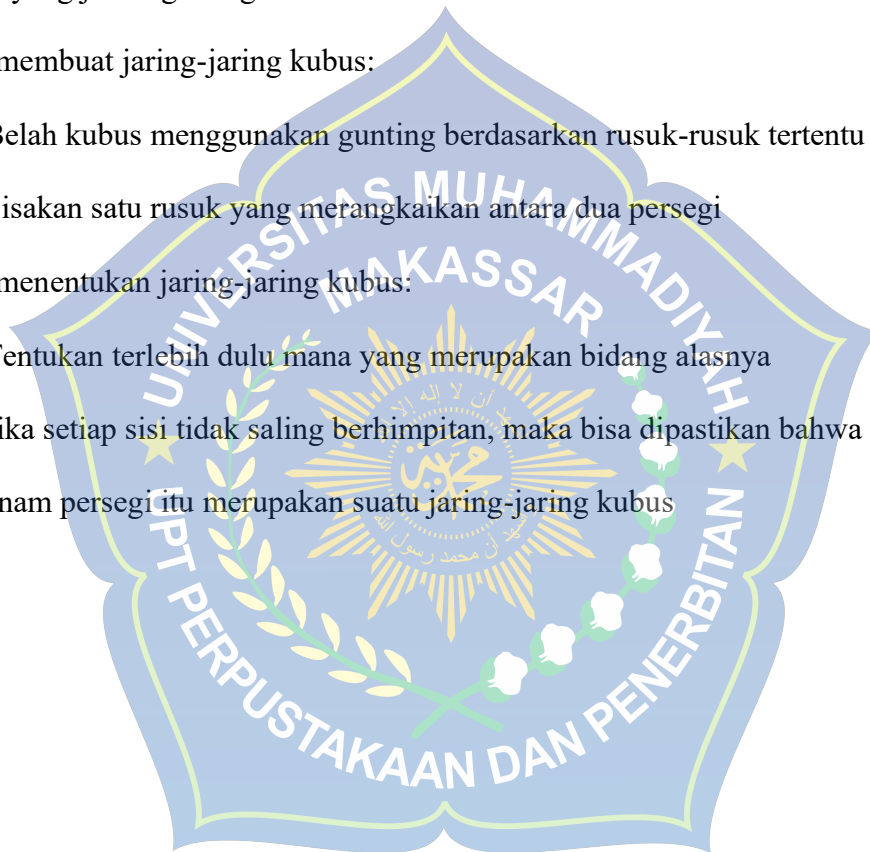 membuat jaring-jaring kubus:
Belah kubus menggunakan gunting berdasarkan rusuk-rusuk tertentu
isakan satu rusuk yang merangkaikan antara dua persegi
menentukan jaring-jaring kubus:
Tentukan terlebih dulu mana yang merupakan bidang alasnya
ika setiap sisi tidak saling berhimpitan, maka bisa dipastikan bahwa
nam persegi itu merupakan suatu jaring-jaring kubus
UNIVERSITAS MUHAMMADIYAH
MAKASSAR
UPT PERPUSTAKAAN DAN PENERBITAN